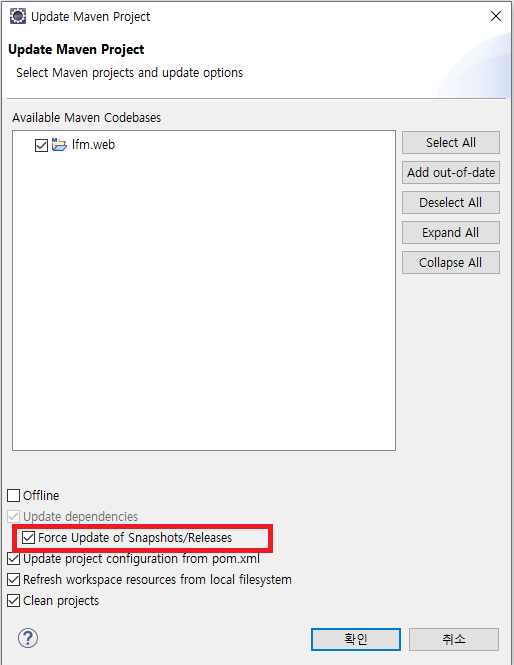 Update Maven Project
Update Maven Project
Select Maven projects and update options
Available Maven Codebases
lfm.web
Select All
Add out-of-date
Deselect All
Expand All
Collapse All
Offline
Update dependencies
Force Update of Snapshots/Releases
Update project configuration from pom.xml
Refresh workspace resources from local filesystem
Clean projects
확인 취소